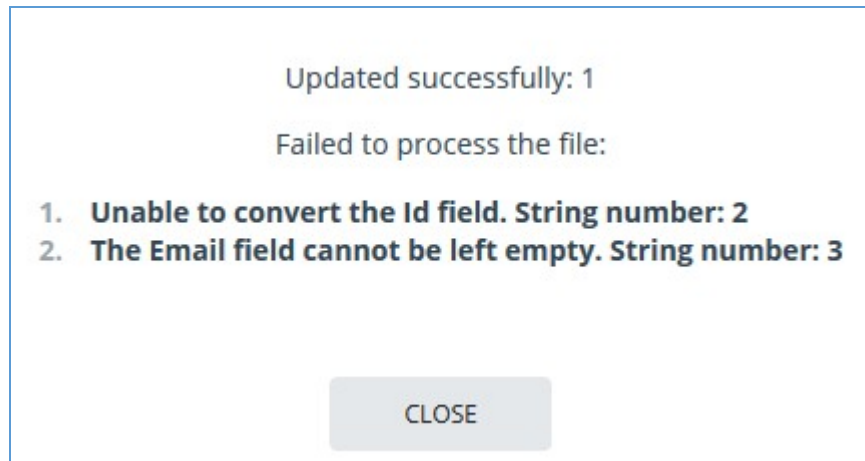 Updated successfully: 1
Failed to process the file:
1. Unable to convert the Id field. String number: 2
2. The Email field cannot be left empty. String number: 3
CLOSE